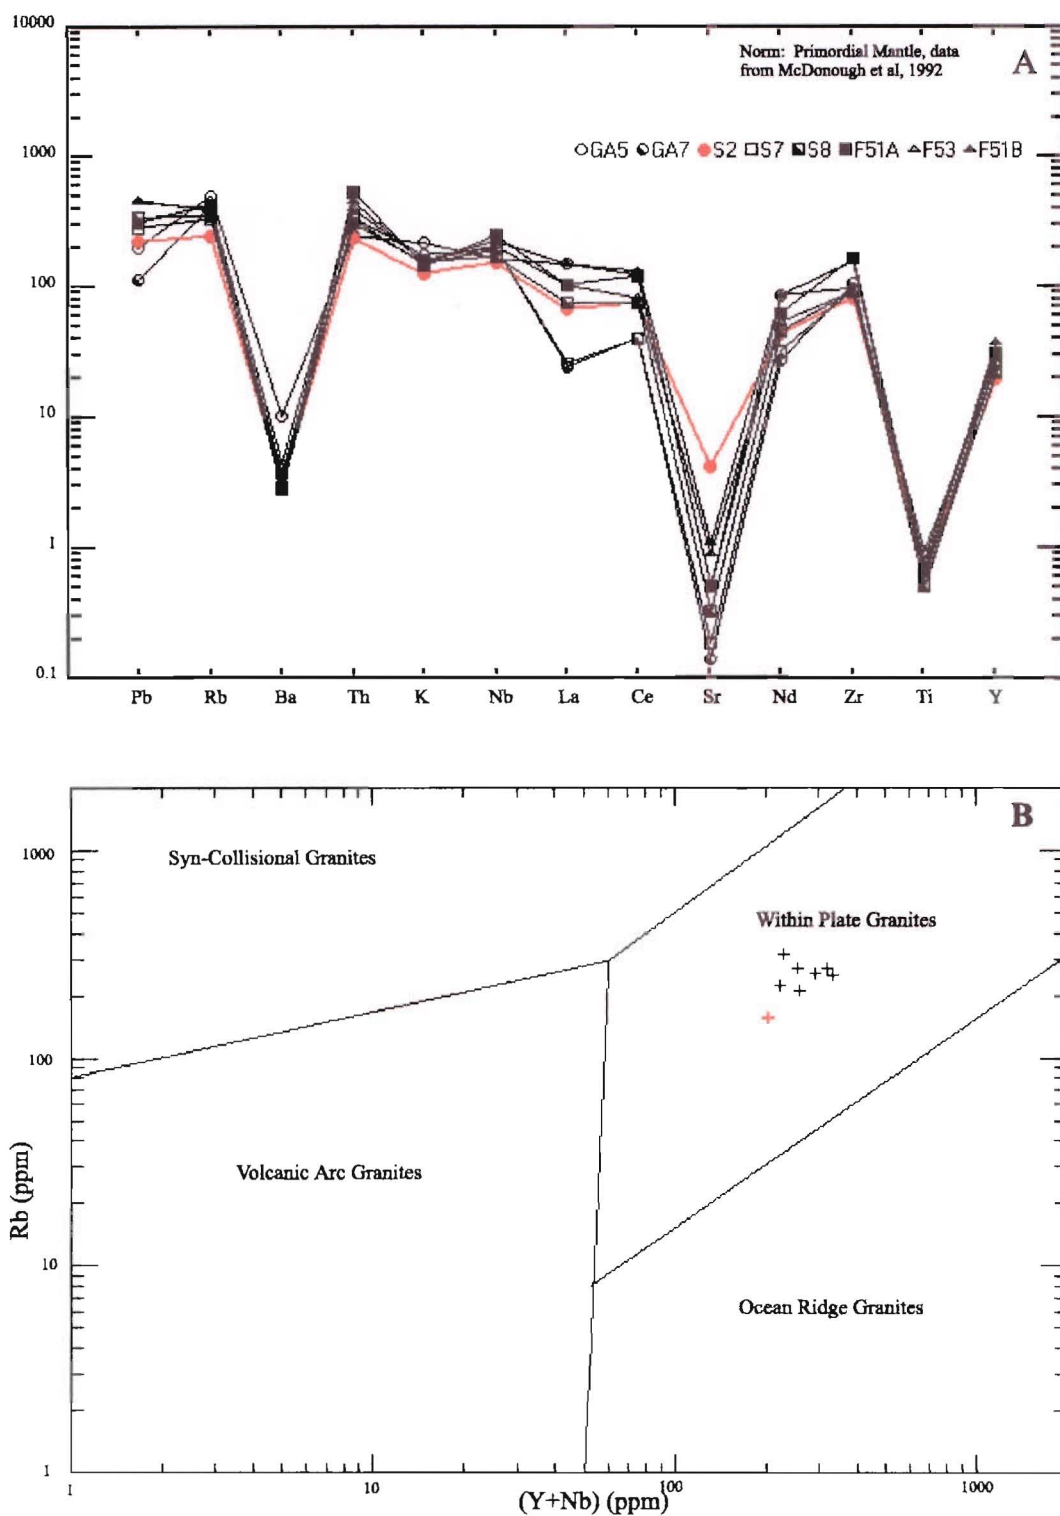 10000
Norm: Primordial Mantle, data
from McDonough et al, 1992
A
1000
GA5 GA7 S2 S7 S8 F51A F53 F51B
100
10
1
0.1
Pb Rb Ba Th K Nb La Ce Sr Nd Zr Ti Y
B
1000
Syn-Collisional Granites
Within Plate Granites
100
Rb (ppm)
Volcanic Arc Granites
10
Ocean Ridge Granites
1
1 10 100 1000
(Y+Nb) (ppm)